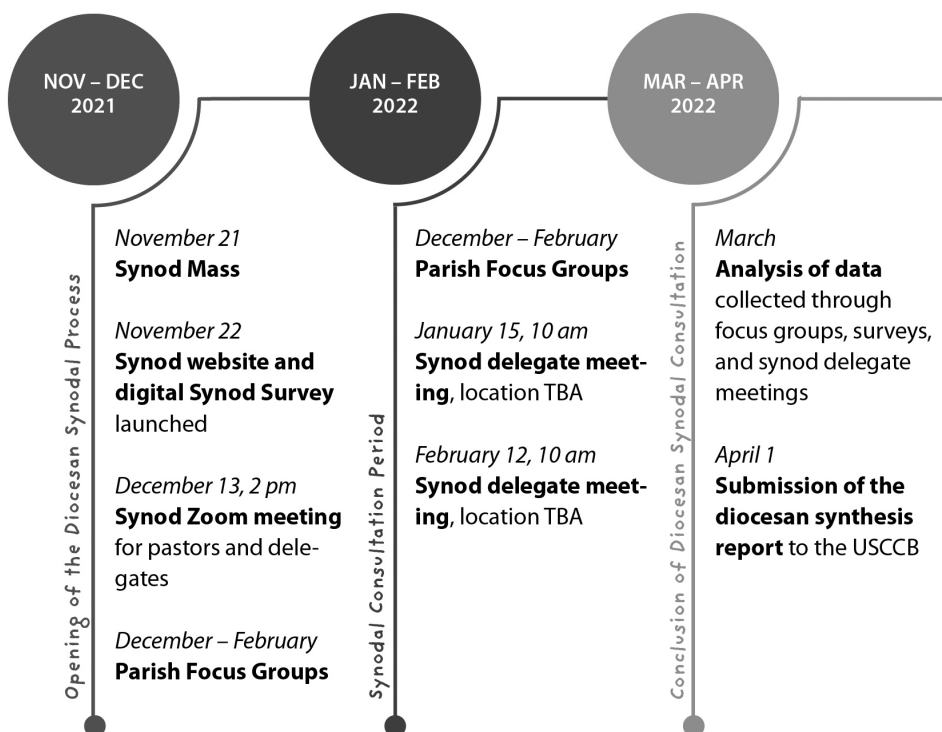 NOV – DEC
2021
Opening of the Diocesan Synodal Process
November 21
Synod Mass
November 22
Synod website and
digital Synod Survey
launched
December 13, 2 pm
Synod Zoom meeting
for pastors and dele-
gates
December – February
Parish Focus Groups
JAN – FEB
2022
Synodal Consultation Period
December – February
Parish Focus Groups
January 15, 10 am
Synod delegate meet-
ing, location TBA
February 12, 10 am
Synod delegate meet-
ing, location TBA
MAR – APR
2022
Conclusion of Diocesan Synodal Consultation
March
Analysis of data
collected through
focus groups, surveys,
and synod delegate
meetings
April 1
Submission of the
diocesan synthesis
report to the USCCB